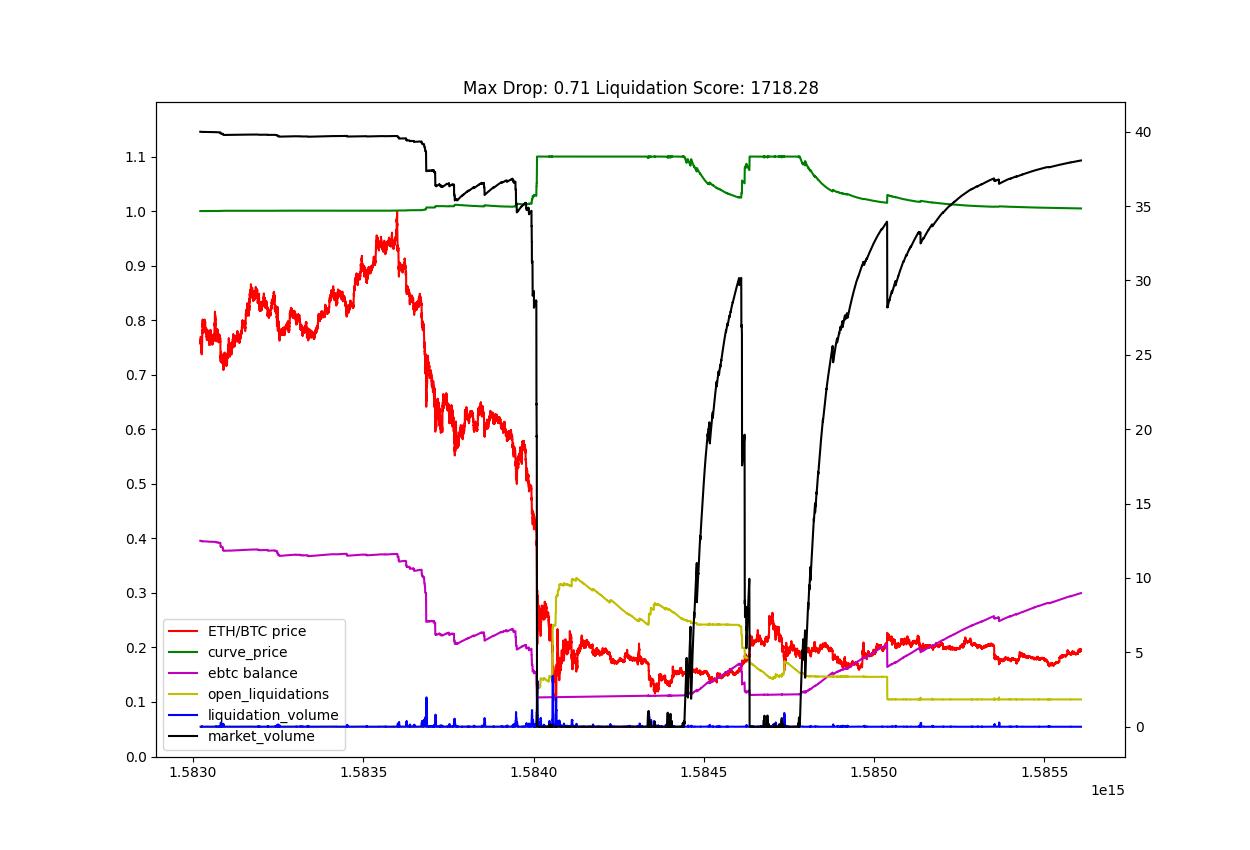 Max Drop: 0.71 Liquidation Score: 1718.28
1.1
1.0
0.9
0.8
0.7
0.6
0.5
0.4
0.3
0.2
0.1
0.0
40
35
30
25
20
15
10
5
0
ETH/BTC price
curve_price
ebtc balance
open_liquidations
liquidation_volume
market_volume
1.5830 1.5835 1.5840 1.5845 1.5850 1.5855
1e15